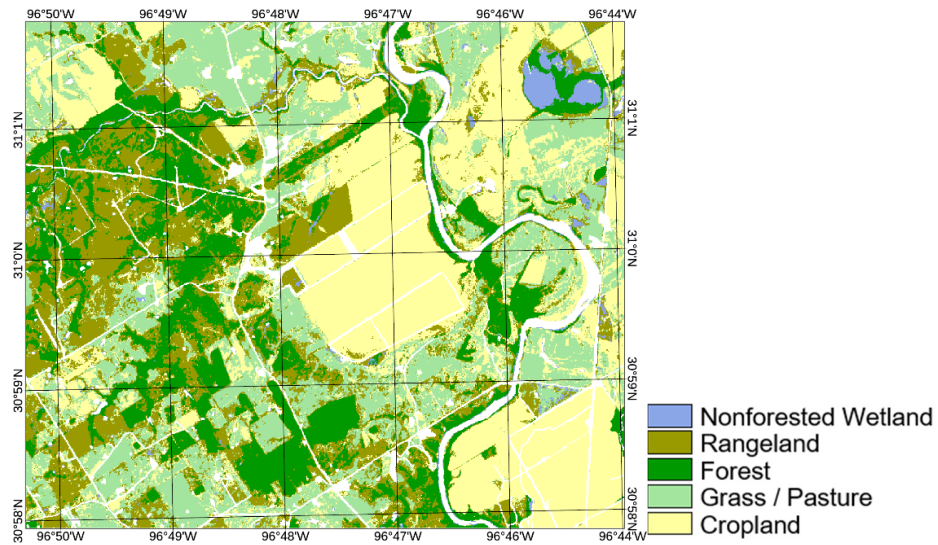 96°50'W 96°49'W 96°48'W 96°47'W 96°46'W 96°44'W
31°1'N 31°1'N
31°0'N 31°0'N
30°59'N 30°59'N
30°58'N 30°58'N
96°50'W 96°49'W 96°48'W 96°47'W 96°46'W 96°44'W
Nonforested Wetland
Rangeland
Forest
Grass / Pasture
Cropland